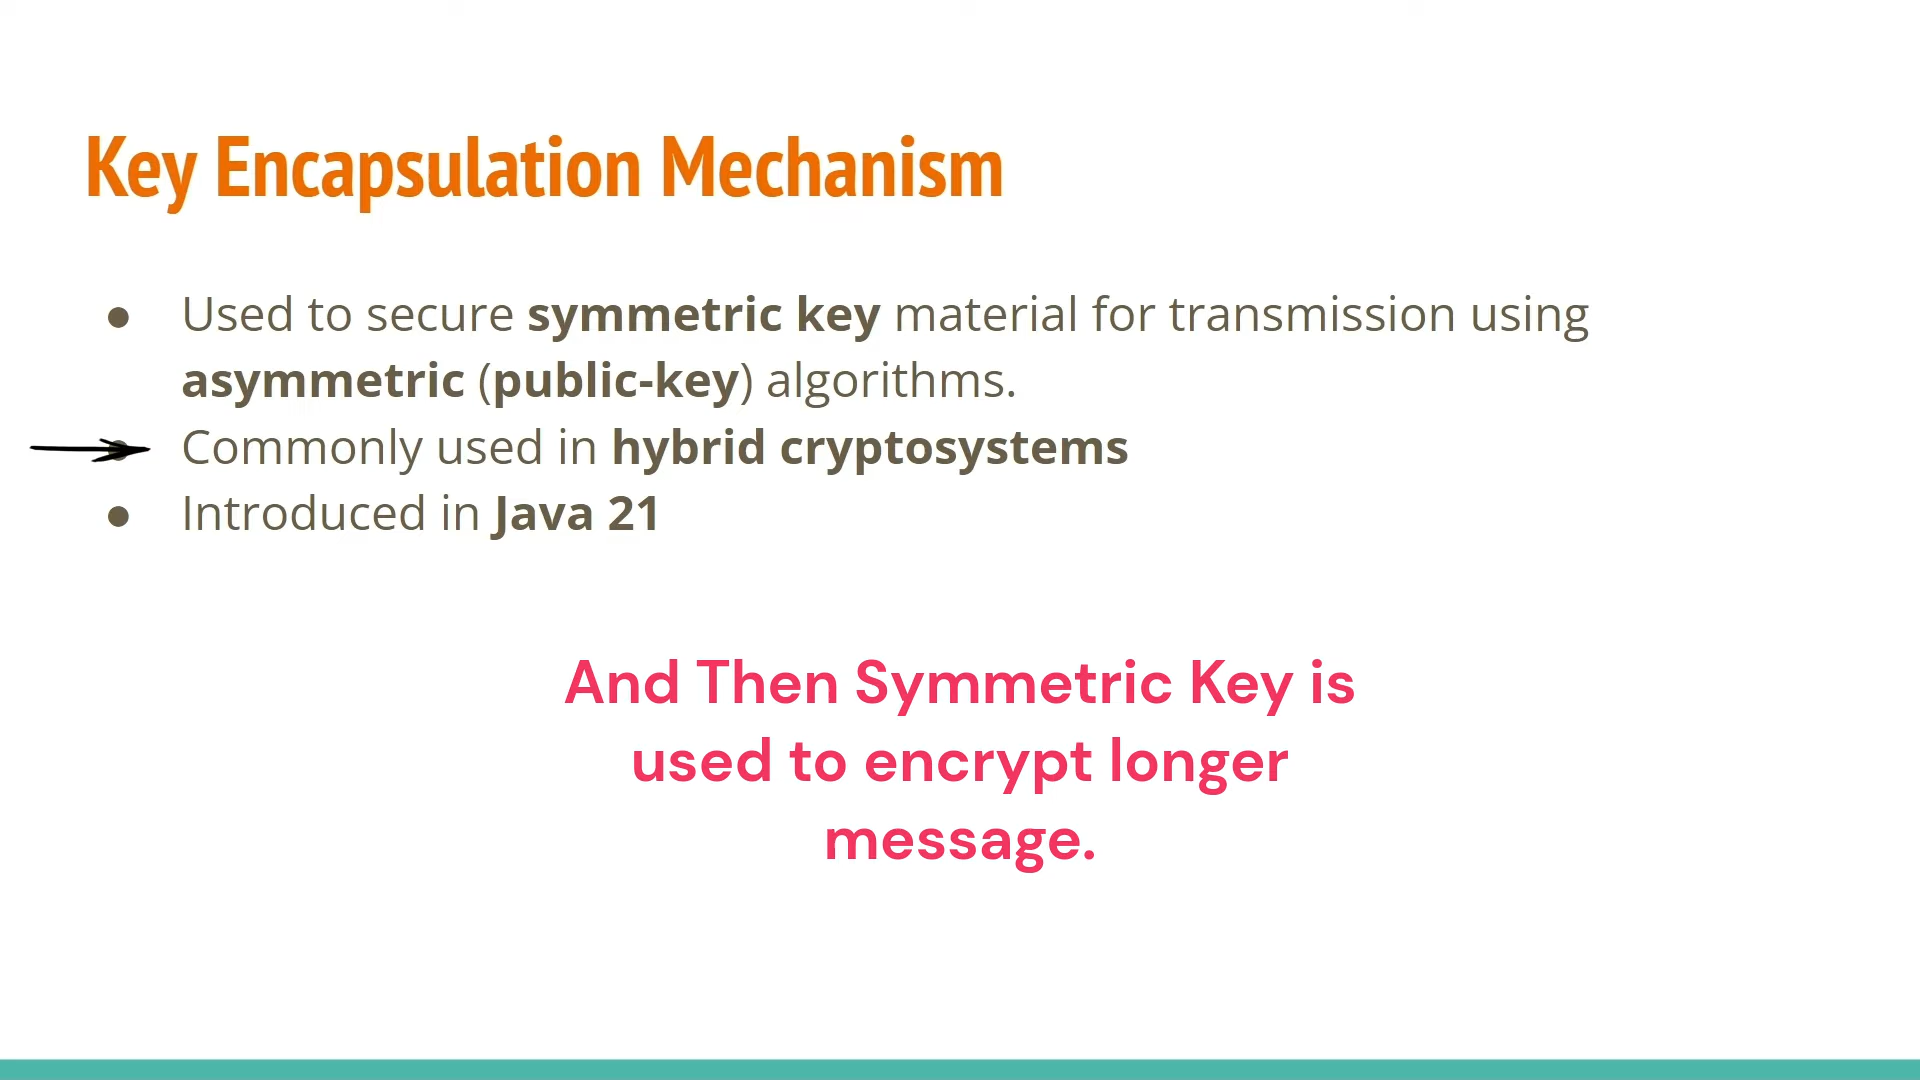 Key Encapsulation Mechanism
● Used to secure symmetric key material for transmission using
asymmetric (public-key) algorithms.
● Commonly used in hybrid cryptosystems
● Introduced in Java 21
And Then Symmetric Key is
used to encrypt longer
message.